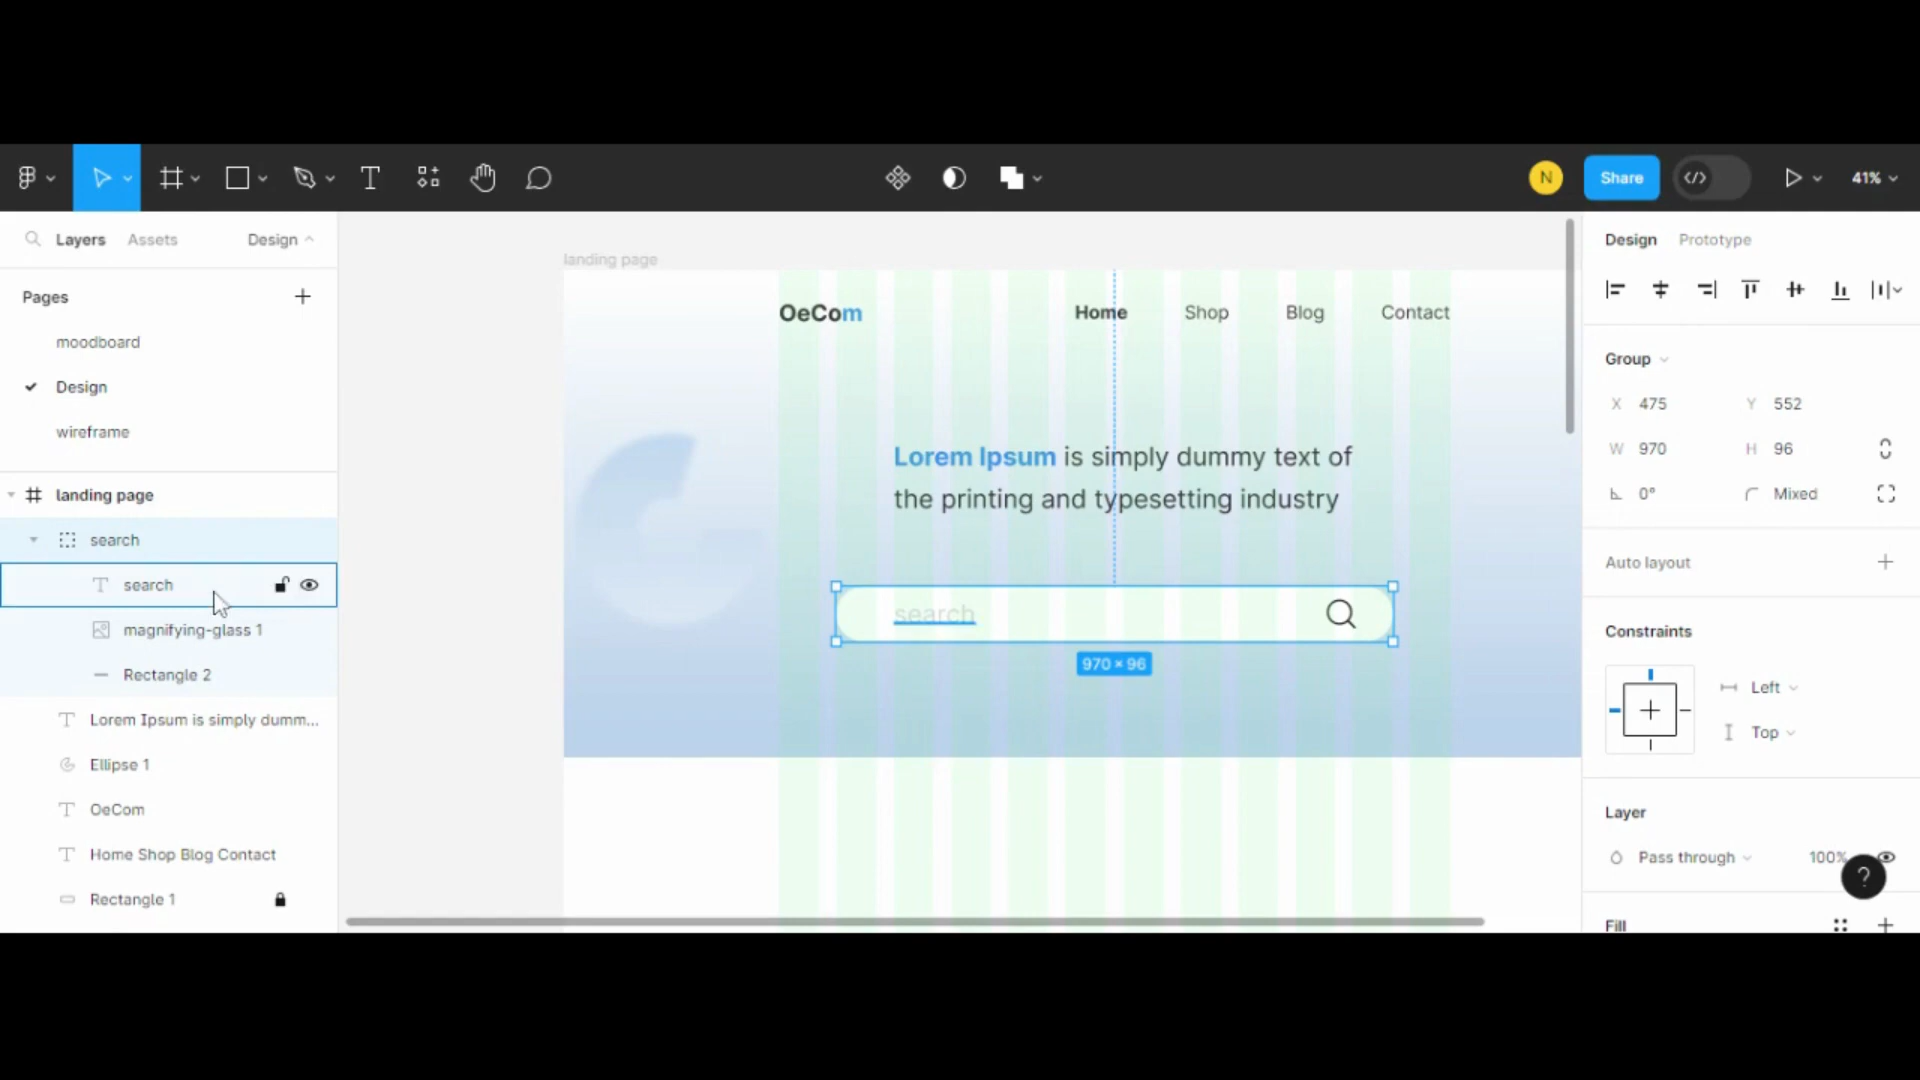 N
Share
41%
Layers
Assets
Design
Pages
moodboard
Design
wireframe
landing page
search
search
magnifying-glass 1
Rectangle 2
Lorem Ipsum is simply dumm...
Ellipse 1
OeCom
Home Shop Blog Contact
Rectangle 1
landing page
OeCom
Home
Shop
Blog
Contact
Lorem Ipsum is simply dummy text of
the printing and typesetting industry
search
970 × 96
Design
Prototype
Group
X 475
Y 552
W 970
H 96
0°
Mixed
Auto layout
Constraints
Left
Top
Layer
Pass through
100%
?
Fill